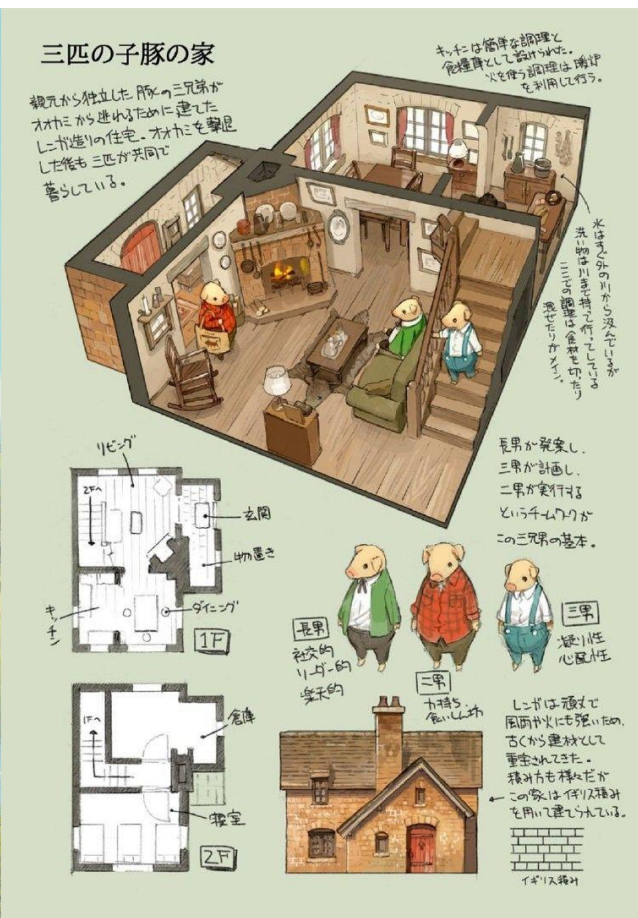 三匹の子豚の家
親元から独立した豚の三兄弟が
オオカミから逃れるために建てた
レンガ造りの住宅。オオカミを撃退
した後も三匹が共同で
暮らしている。
キッチンは簡単な調理と
食糧庫として設けられた。
火を使う調理は暖炉
を利用して行う。
水はすぐ外の川から汲んでいるが
洗い物は川まで持って行ってしている
ここでの調理は食材を切ったり
混ぜたりがメイン。
長男が発案し、
三男が計画し、
二男が実行する
というチームワークが
この三兄弟の基本。
リビング
2Fへ
玄関
物置き
キッチン
ダイニング
1F
長男
社交的
リーダー的
楽天的
二男
力持ち
食いしん坊
三男
凝り性
心配性
1Fへ
倉庫
寝室
2F
レンガは頑丈で
風雨や火にも強いため、
古くから建材として
重宝されてきた。
積み方も様々だが
この家はイギリス積み
を用いて建てられている。
イギリス積み